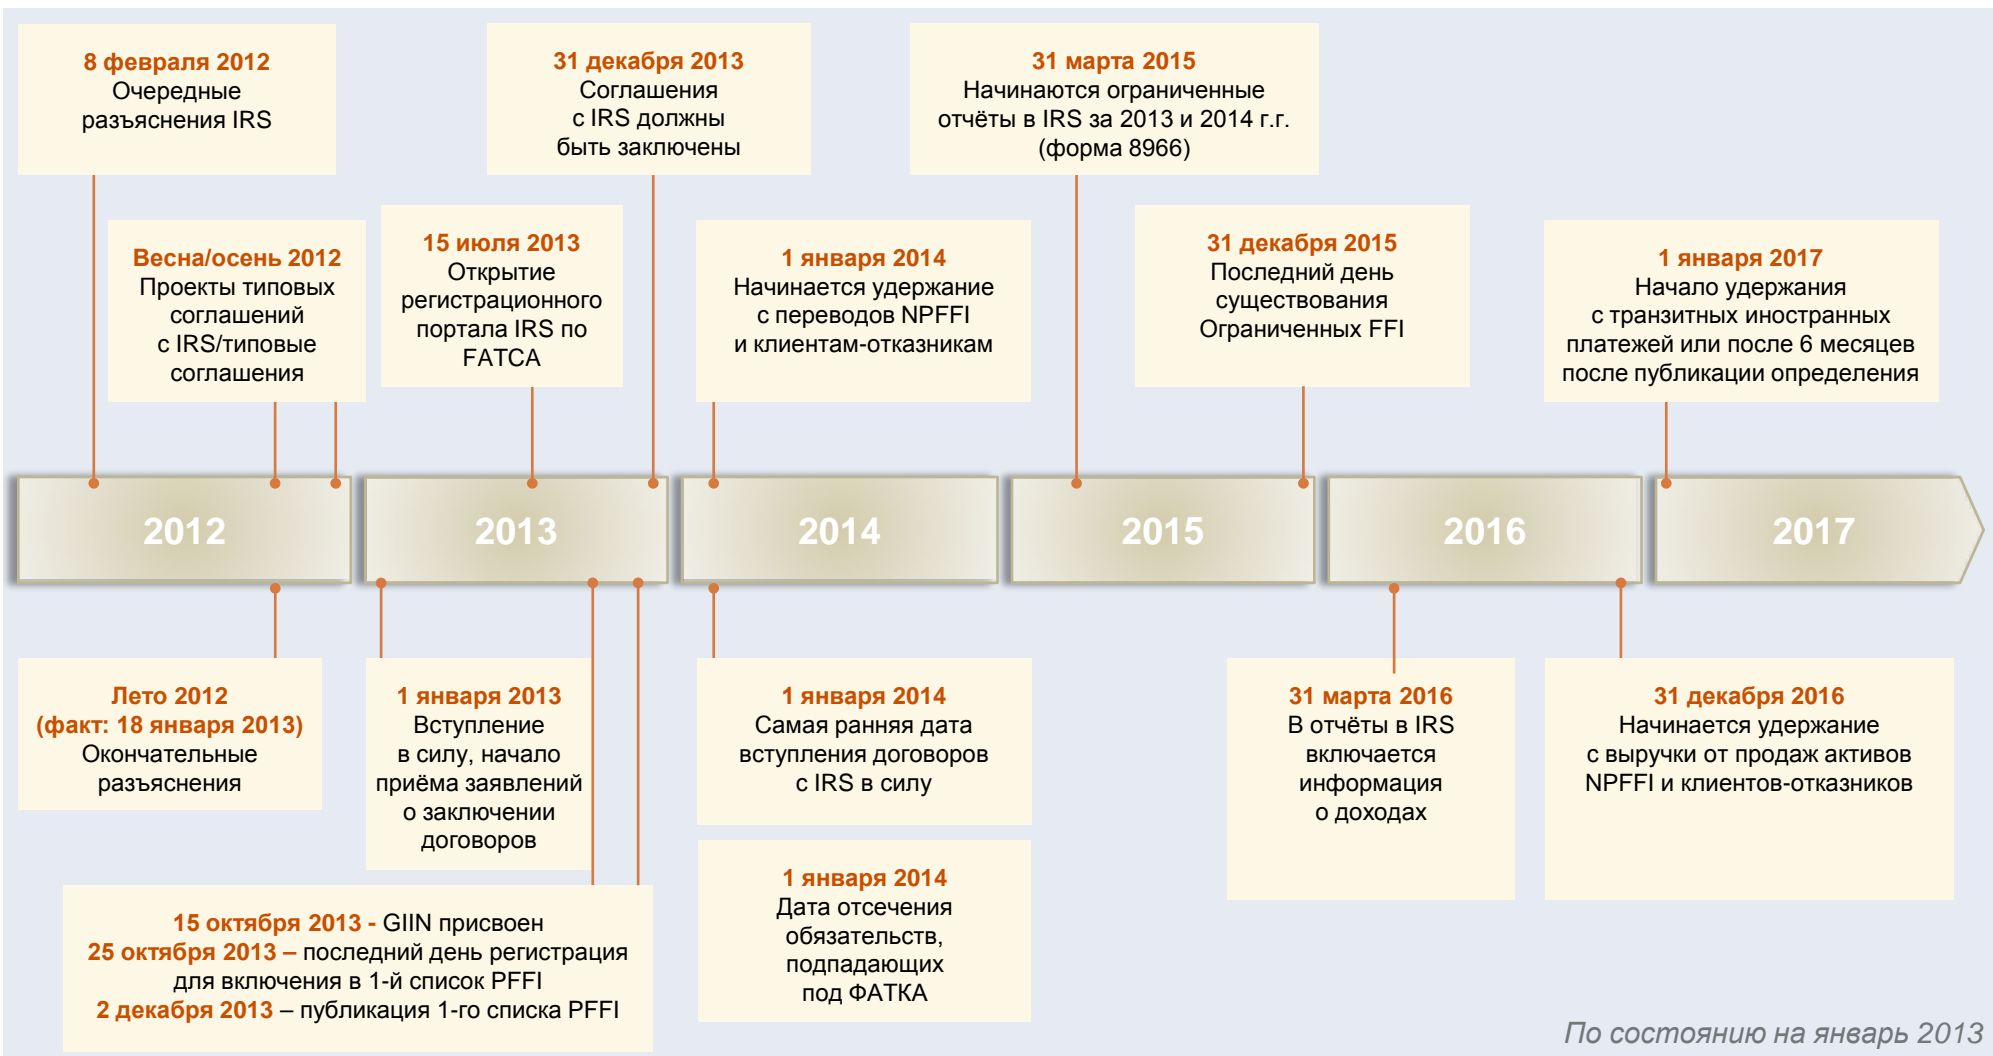 8 февраля 2012
Очередные
разъяснения IRS
31 декабря 2013
Соглашения
с IRS должны
быть заключены
31 марта 2015
Начинаются ограниченные
отчёты в IRS за 2013 и 2014 г.г.
(форма 8966)
Весна/осень 2012
Проекты типовых
соглашений
с IRS/типовые
соглашения
15 июля 2013
Открытие
регистрационного
портала IRS по
FATCA
1 января 2014
Начинается удержание
с переводов NPFFI
и клиентам-отказникам
31 декабря 2015
Последний день
существования
Ограниченных FFI
1 января 2017
Начало удержания
с транзитных иностранных
платежей или после 6 месяцев
после публикации определения
2012
2013
2014
2015
2016
2017
Лето 2012
(факт: 18 января 2013)
Окончательные
разъяснения
1 января 2013
Вступление
в силу, начало
приёма заявлений
о заключении
договоров
1 января 2014
Самая ранняя дата
вступления договоров
с IRS в силу
31 марта 2016
В отчёты в IRS
включается
информация
о доходах
31 декабря 2016
Начинается удержание
с выручки от продаж активов
NPFFI и клиентов-отказников
15 октября 2013 - GIIN присвоен
25 октября 2013 – последний день регистрация
для включения в 1-й список PFFI
2 декабря 2013 – публикация 1-го списка PFFI
1 января 2014
Дата отсечения
обязательств,
подпадающих
под ФАТКА
По состоянию на январь 2013